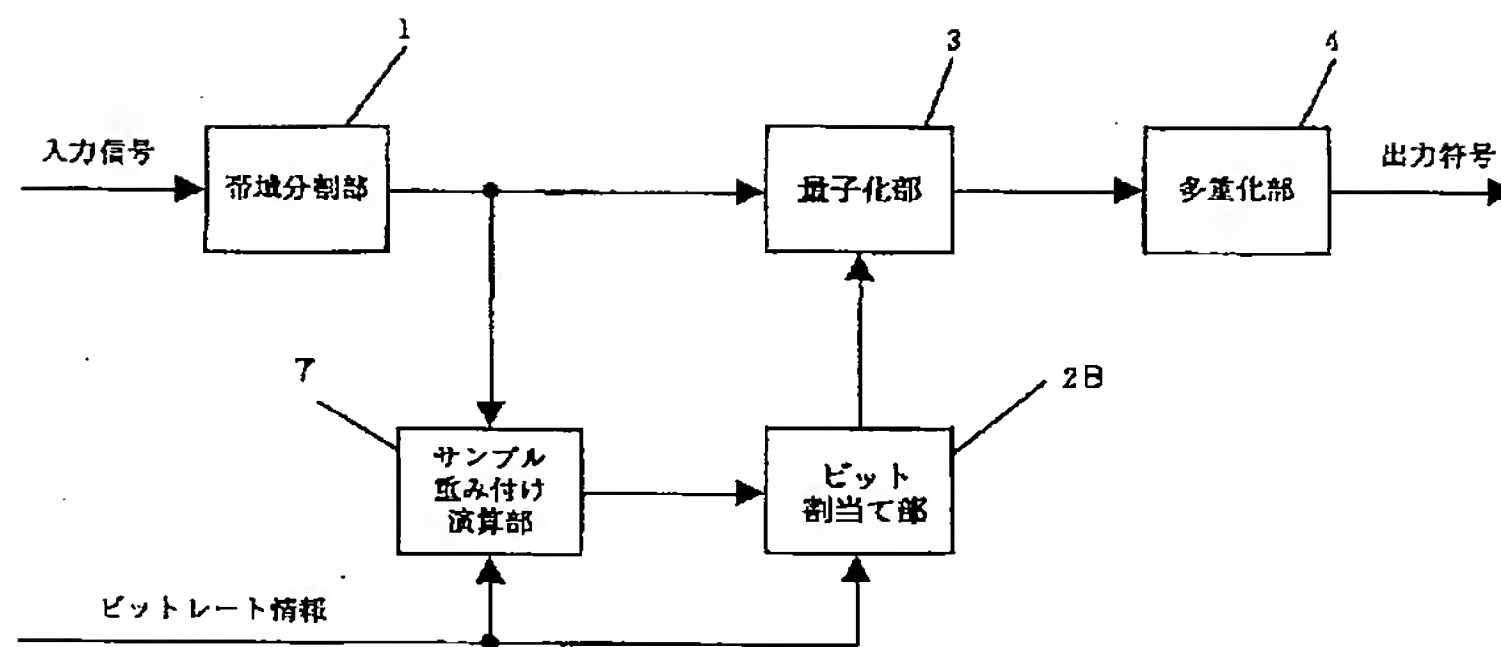 1
3
4
入力信号
帯域分割部
量子化部
多重化部
出力符号
7
2B
サンプル
重み付け
演算部
ビット
割当て部
ビットレート情報